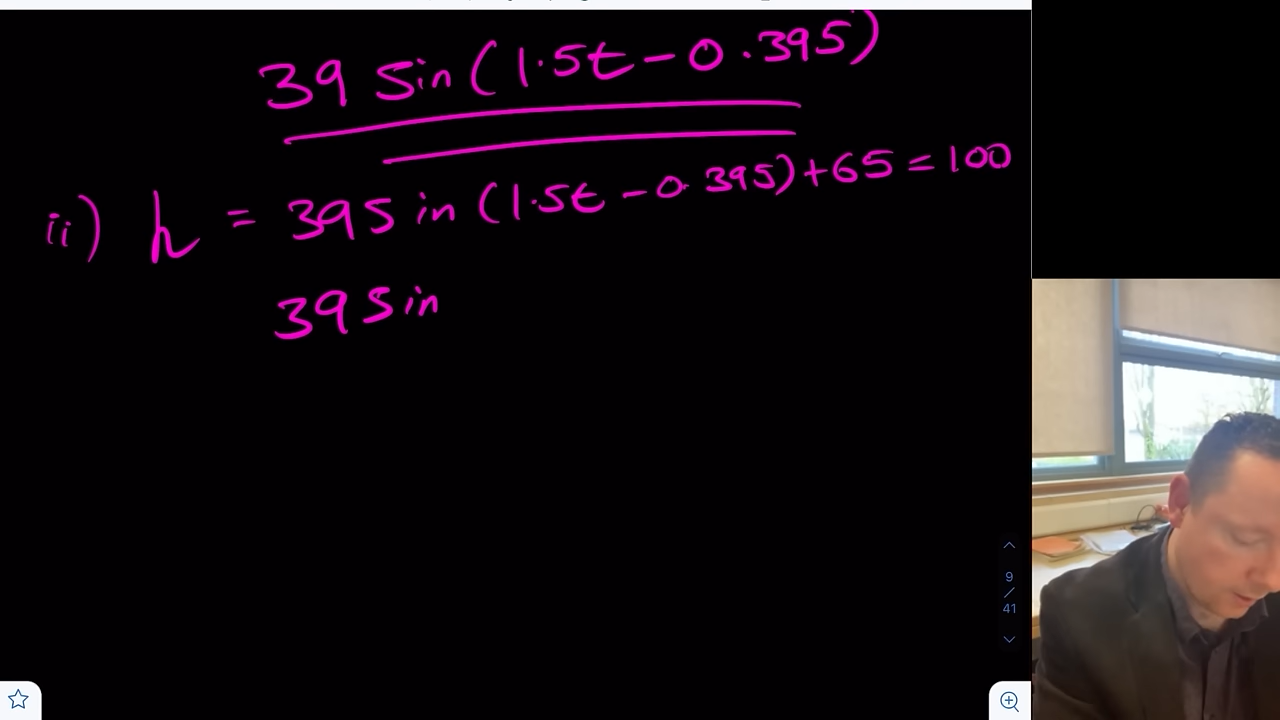 39 Sin (1.5t - 0.395)
ii) h = 39 Sin (1.5t - 0.395) + 65 = 100
39 Sin
9
/
41